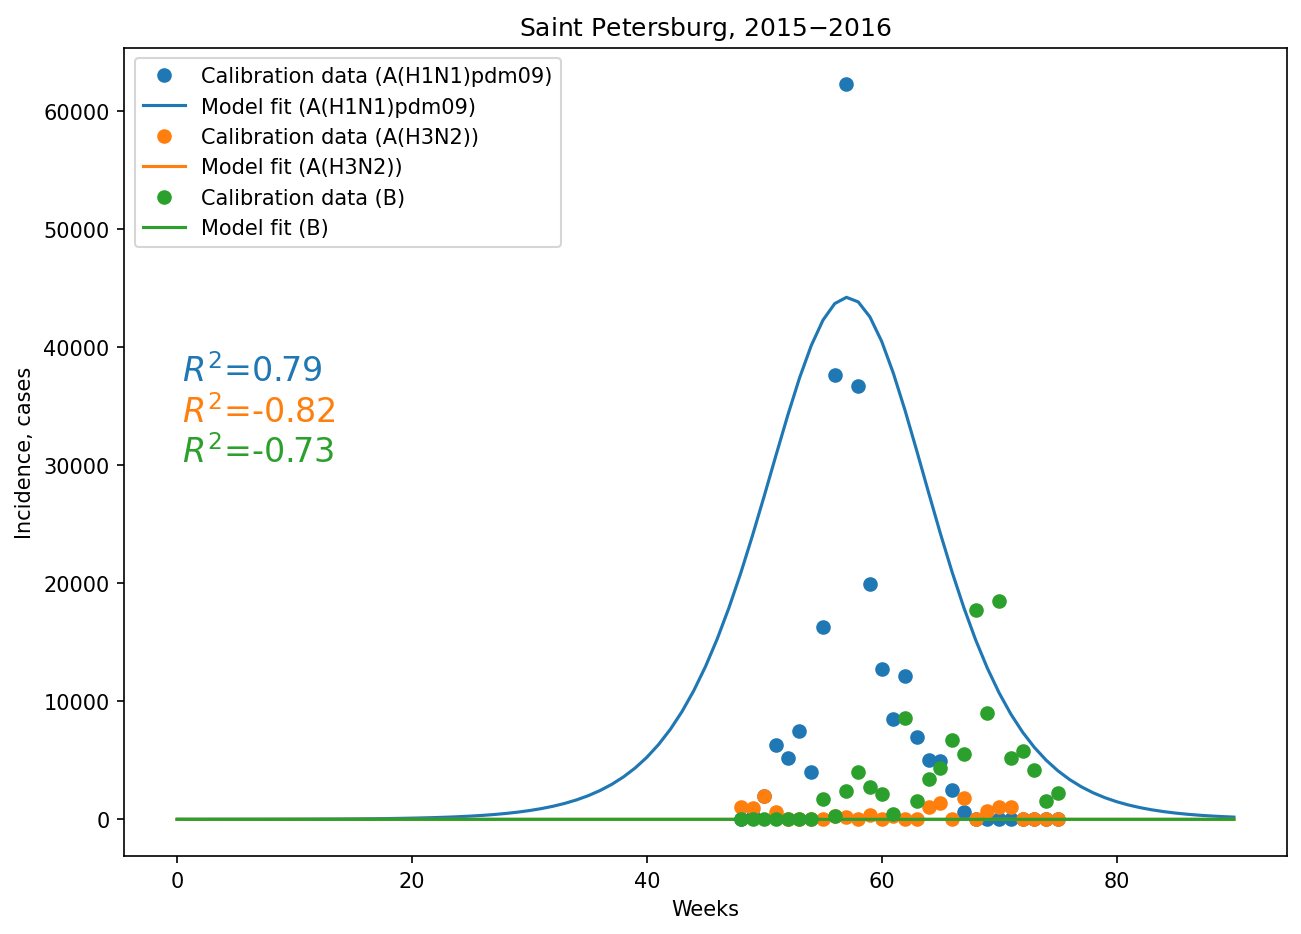 Saint Petersburg, 2015−2016
Calibration data (A(H1N1)pdm09)
Model fit (A(H1N1)pdm09)
Calibration data (A(H3N2))
Model fit (A(H3N2))
Calibration data (B)
Model fit (B)
R²=0.79
R²=-0.82
R²=-0.73
Incidence, cases
60000
50000
40000
30000
20000
10000
0
0 20 40 60 80
Weeks